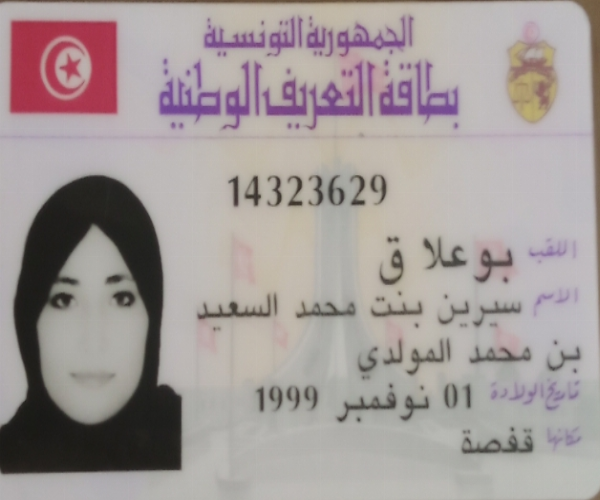 الجمهورية التونسية
بطاقة التعريف الوطنية
14323629
اللقب بوعلاق
الاسم سيرين بنت محمد السعيد
بن محمد المولدي
تاريخ الولادة 01 نوفمبر 1999
مكانها قفصة